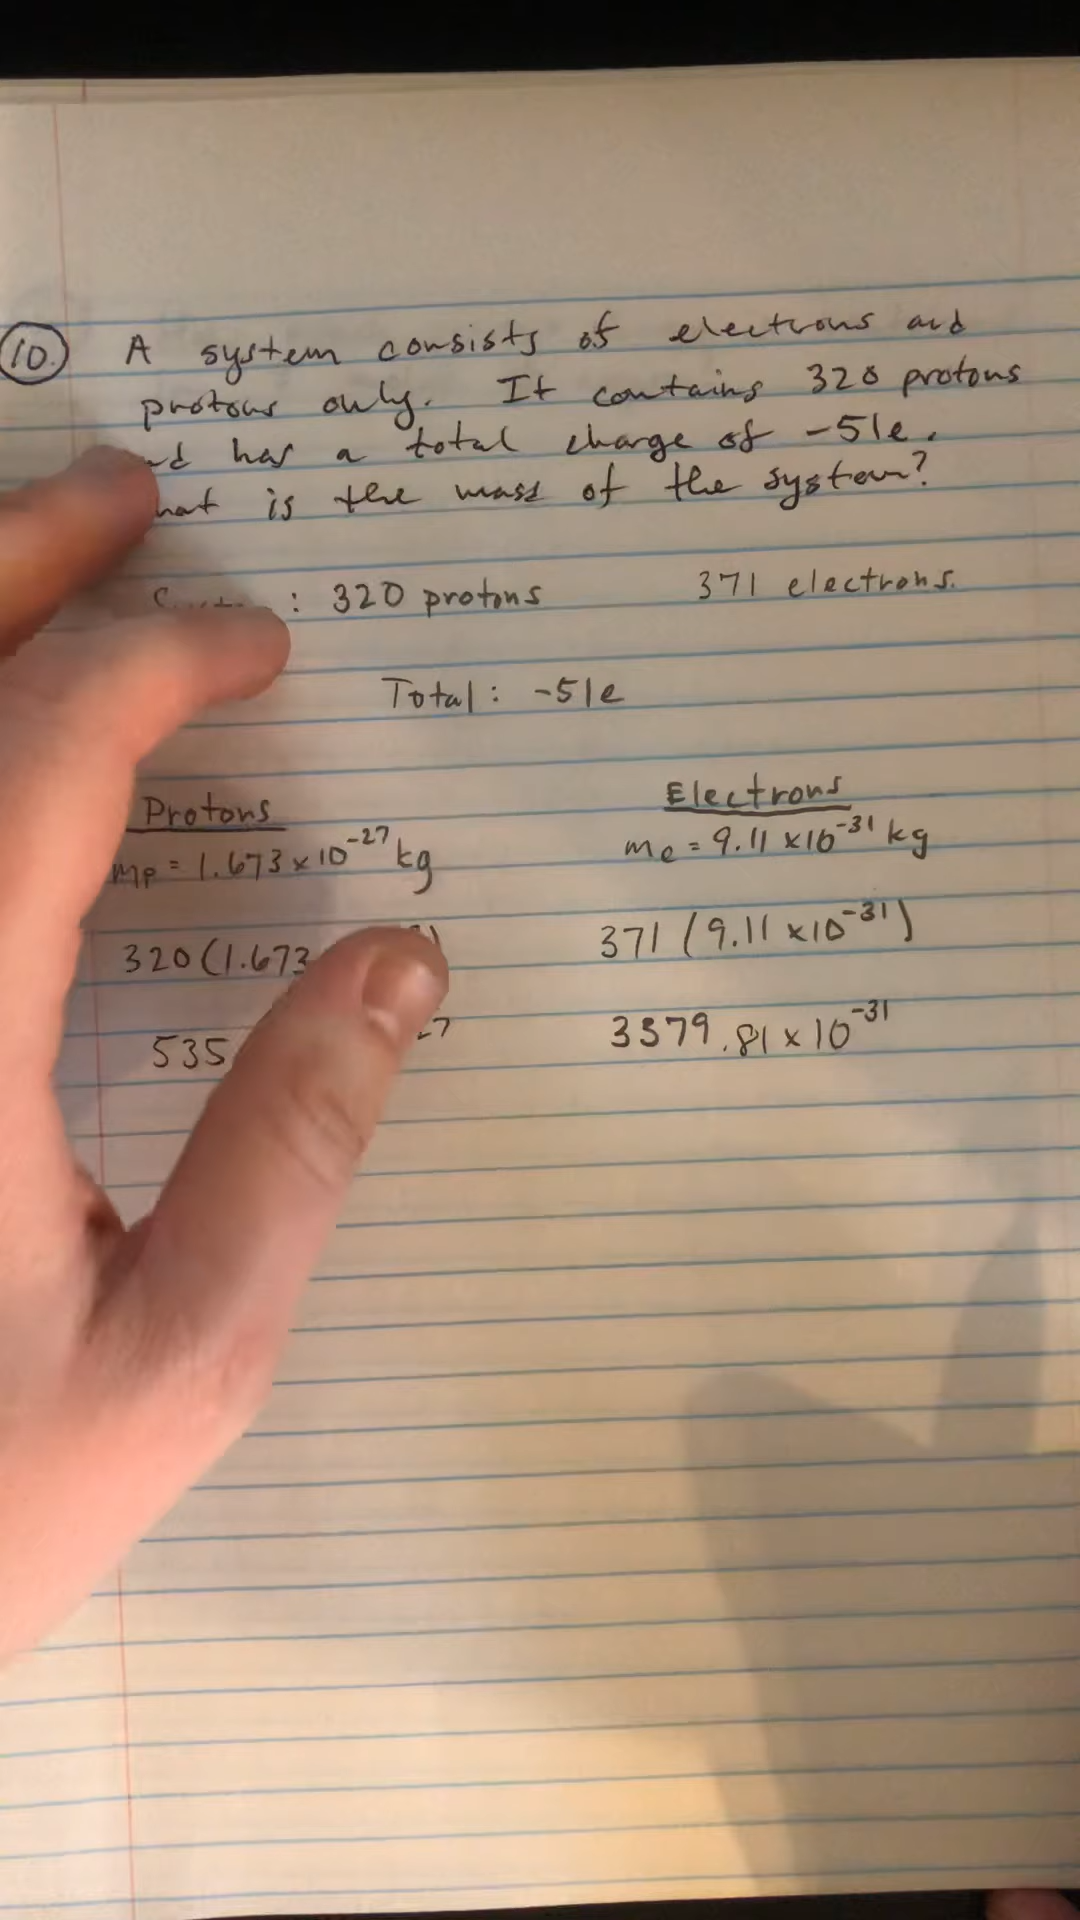 10. A system consists of electrons and
protons only. It contains 320 protons
has a total charge of -51e.
is the mass of the system?
: 320 protons 371 electrons.
Total: -51e
Protons Electrons
mp = 1.673 x 10^-27 kg me = 9.11 x 10^-31 kg
320 (1.673 371 (9.11 x 10^-31)
535 3379.81 x 10^-31